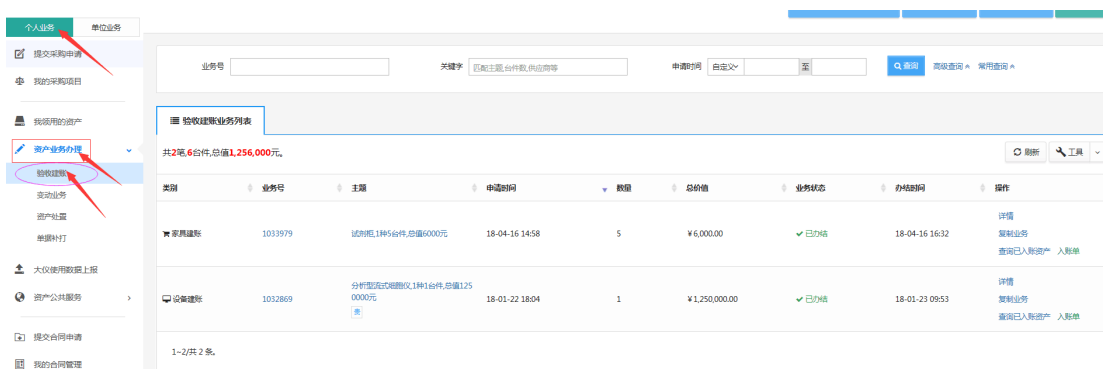 个人业务 单位业务
提交采购申请
我的采购项目
我领用的资产
资产业务办理
验收建账
变动业务
资产处置
单据补打
大仪使用数据上报
资产公共服务
提交合同申请
我的合同管理
业务号 关键字 匹配主题,台件数,供应商等 申请时间 自定义 至 查询 高级查询 常用查询
验收建账业务列表
共2笔,6台件,总值1,256,000元。 刷新 工具
类别 业务号 主题 申请时间 数量 总价值 业务状态 办结时间 操作
家具建账 1033979 试剂柜,1种5台件,总值6000元 18-04-16 14:58 5 ¥6,000.00 已办结 18-04-16 16:32 详情
复制业务
查询已入账资产 入账单
设备建账 1032869 分析型流式细胞仪,1种1台件,总值125
0000元
贵
18-01-22 18:04 1 ¥1,250,000.00 已办结 18-01-23 09:53 详情
复制业务
查询已入账资产 入账单
1~2/共 2 条。